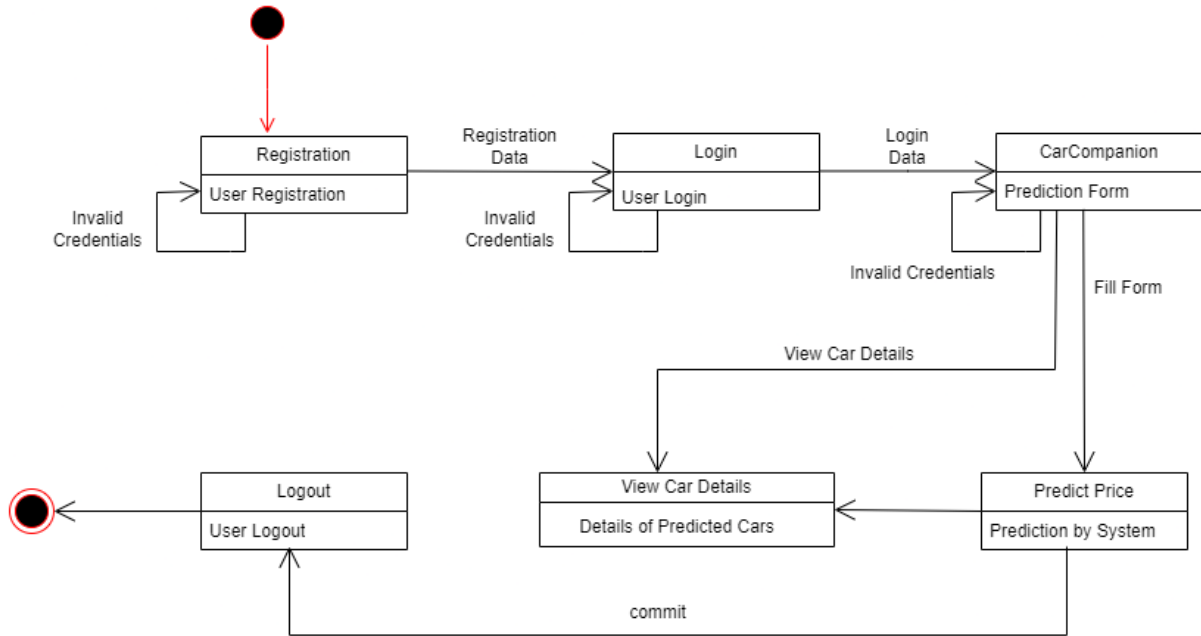 Registration
User Registration
Invalid
Credentials
Registration
Data
Login
User Login
Invalid
Credentials
Login
Data
CarCompanion
Prediction Form
Invalid Credentials
Fill Form
View Car Details
Logout
User Logout
View Car Details
Details of Predicted Cars
Predict Price
Prediction by System
commit